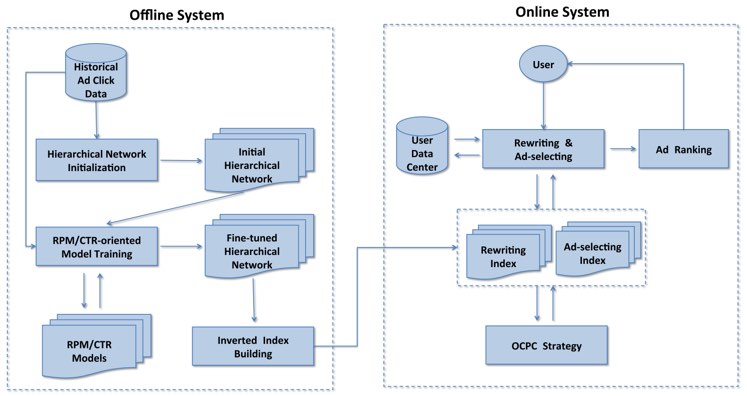 Offline System
Historical
Ad Click
Data
Hierarchical Network
Initialization
Initial
Hierarchical
Network
RPM/CTR-oriented
Model Training
Fine-tuned
Hierarchical
Network
RPM/CTR
Models
Inverted Index
Building
Online System
User
User
Data
Center
Rewriting &
Ad-selecting
Ad Ranking
Rewriting
Index
Ad-selecting
Index
OCPC Strategy